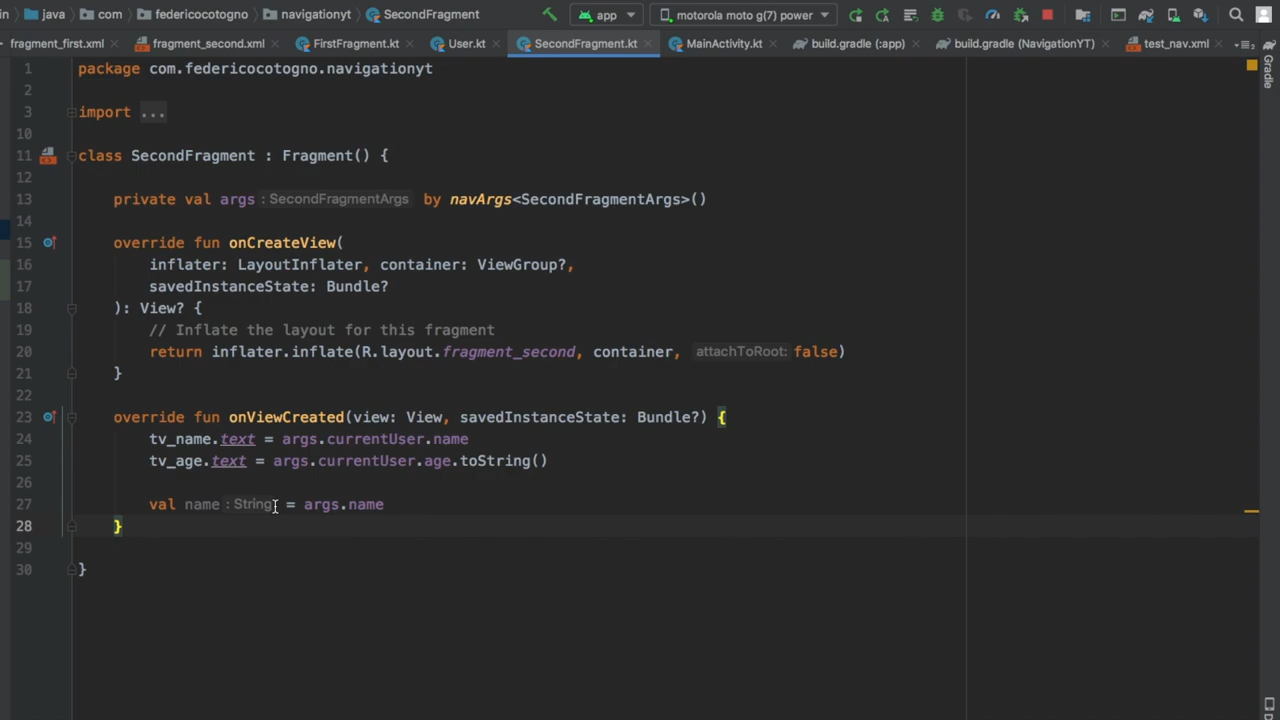 in java com federicocotogno navigationyt SecondFragment app motorola moto g(7) power
fragment_first.xml fragment_second.xml FirstFragment.kt User.kt SecondFragment.kt MainActivity.kt build.gradle (:app) build.gradle (NavigationYT) test_nav.xml
Gradle
1 package com.federicocotogno.navigationyt
2
3 import ...
10
11 class SecondFragment : Fragment() {
12
13 private val args : SecondFragmentArgs by navArgs<SecondFragmentArgs>()
14
15 override fun onCreateView(
16 inflater: LayoutInflater, container: ViewGroup?,
17 savedInstanceState: Bundle?
18 ): View? {
19 // Inflate the layout for this fragment
20 return inflater.inflate(R.layout.fragment_second, container, attachToRoot: false)
21 }
22
23 override fun onViewCreated(view: View, savedInstanceState: Bundle?) {
24 tv_name.text = args.currentUser.name
25 tv_age.text = args.currentUser.age.toString()
26
27 val name : String = args.name
28 }
29
30 }